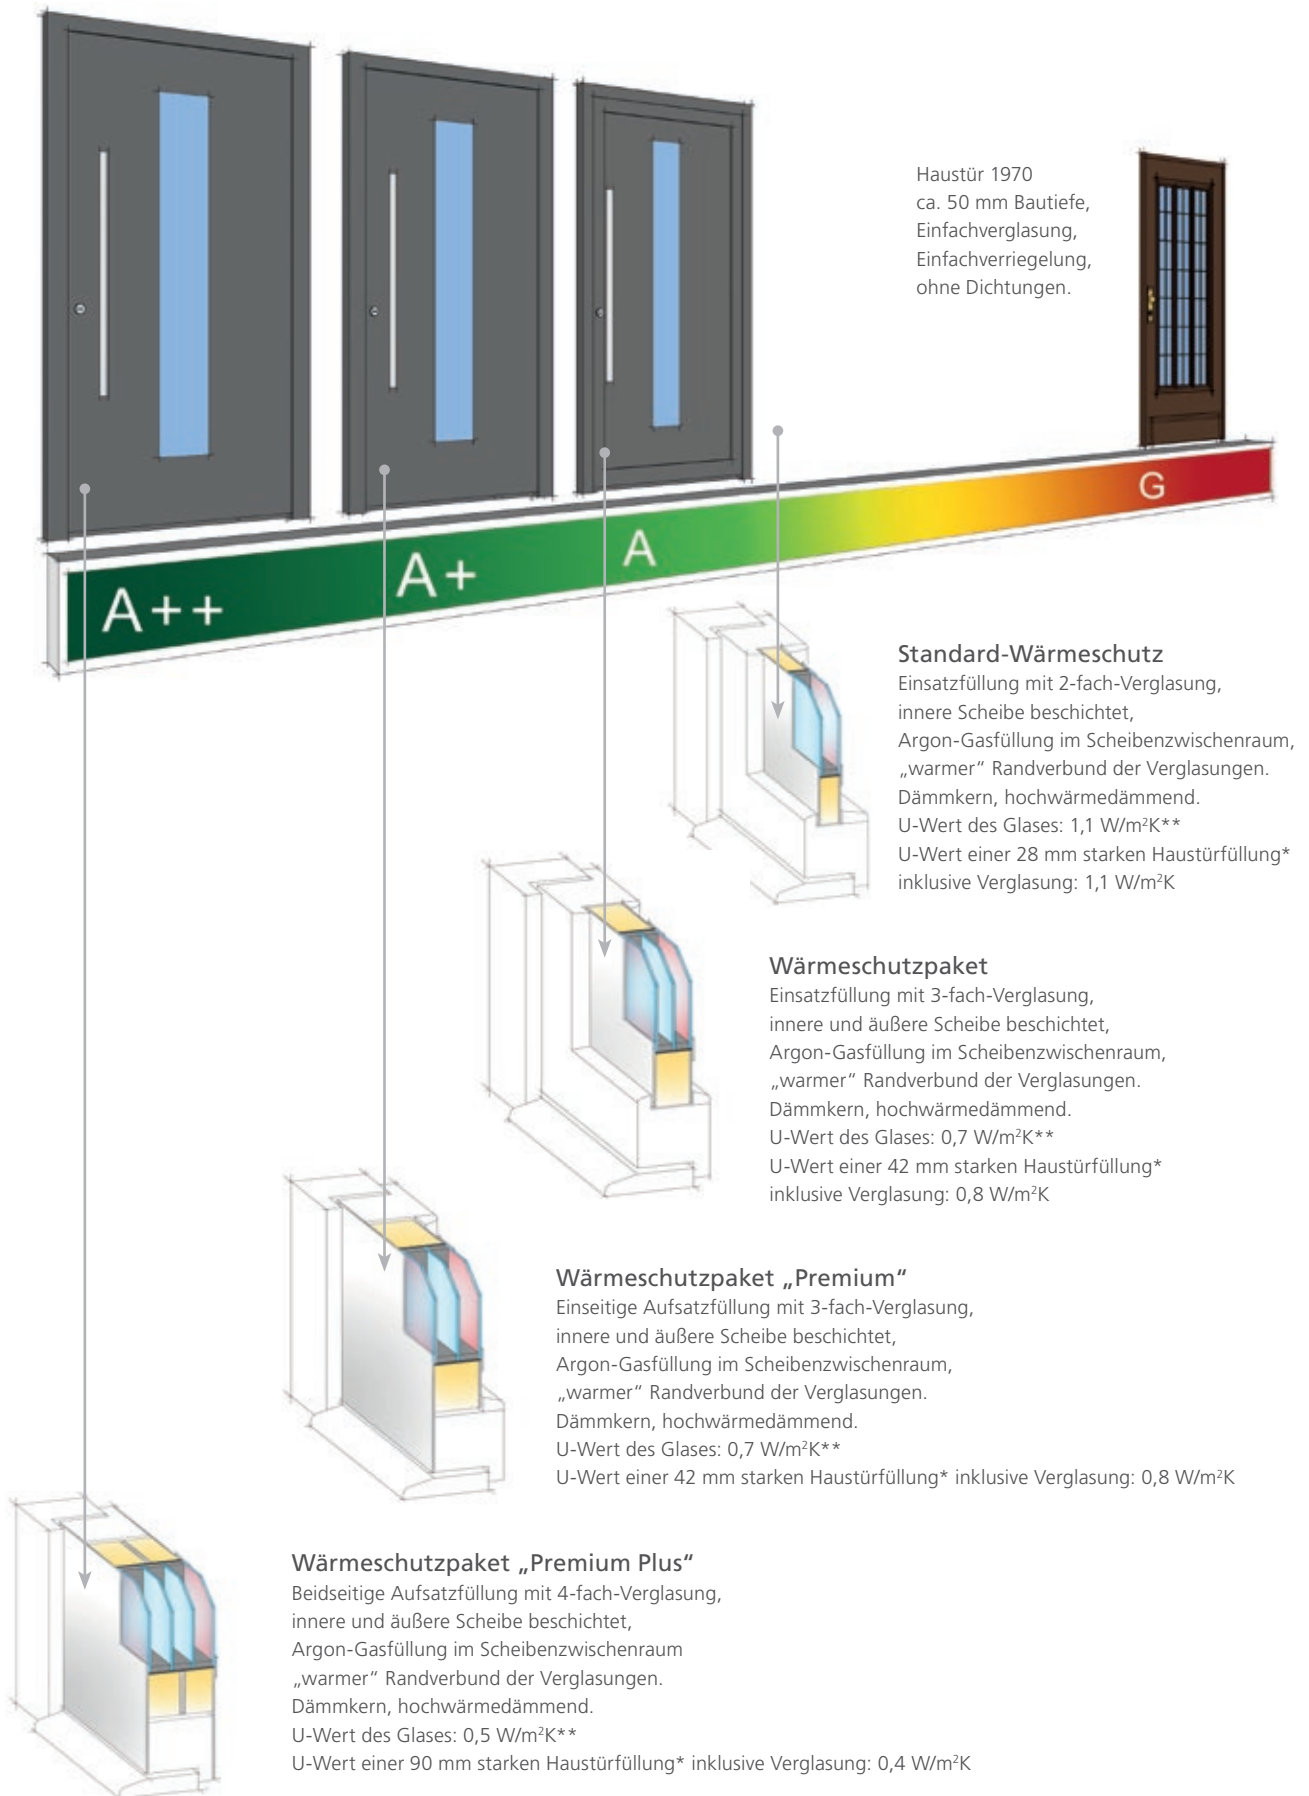 Haustür 1970
ca. 50 mm Bautiefe,
Einfachverglasung,
Einfachverriegelung,
ohne Dichtungen.
G
A
A+
A++
Standard-Wärmeschutz
Einsatzfüllung mit 2-fach-Verglasung,
innere Scheibe beschichtet,
Argon-Gasfüllung im Scheibenzwischenraum,
„warmer“ Randverbund der Verglasungen.
Dämmkern, hochwärmedämmend.
U-Wert des Glases: 1,1 W/m²K**
U-Wert einer 28 mm starken Haustürfüllung*
inklusive Verglasung: 1,1 W/m²K
Wärmeschutzpaket
Einsatzfüllung mit 3-fach-Verglasung,
innere und äußere Scheibe beschichtet,
Argon-Gasfüllung im Scheibenzwischenraum,
„warmer“ Randverbund der Verglasungen.
Dämmkern, hochwärmedämmend.
U-Wert des Glases: 0,7 W/m²K**
U-Wert einer 42 mm starken Haustürfüllung*
inklusive Verglasung: 0,8 W/m²K
Wärmeschutzpaket „Premium“
Einseitige Aufsatzfüllung mit 3-fach-Verglasung,
innere und äußere Scheibe beschichtet,
Argon-Gasfüllung im Scheibenzwischenraum,
„warmer“ Randverbund der Verglasungen.
Dämmkern, hochwärmedämmend.
U-Wert des Glases: 0,7 W/m²K**
U-Wert einer 42 mm starken Haustürfüllung* inklusive Verglasung: 0,8 W/m²K
Wärmeschutzpaket „Premium Plus“
Beidseitige Aufsatzfüllung mit 4-fach-Verglasung,
innere und äußere Scheibe beschichtet,
Argon-Gasfüllung im Scheibenzwischenraum
„warmer“ Randverbund der Verglasungen.
Dämmkern, hochwärmedämmend.
U-Wert des Glases: 0,5 W/m²K**
U-Wert einer 90 mm starken Haustürfüllung* inklusive Verglasung: 0,4 W/m²K